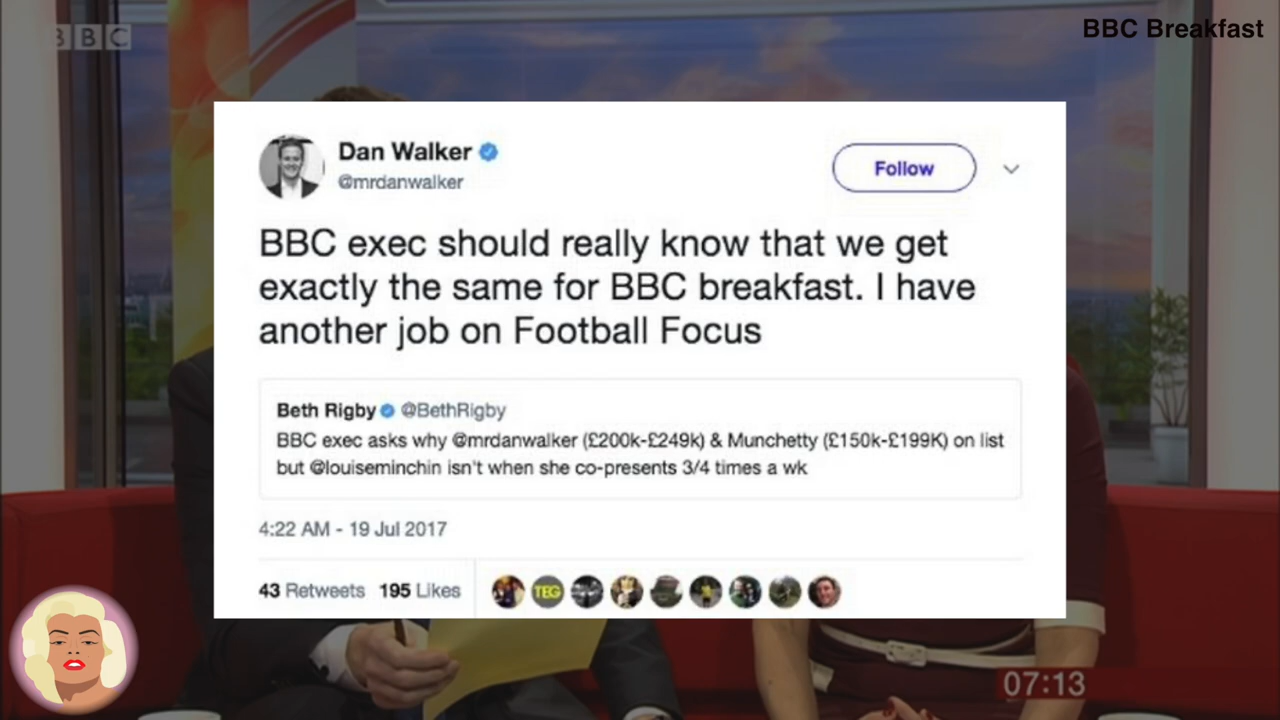 BBC
BBC Breakfast
Dan Walker
@mrdanwalker
Follow
BBC exec should really know that we get
exactly the same for BBC breakfast. I have
another job on Football Focus
Beth Rigby @BethRigby
BBC exec asks why @mrdanwalker (£200k-£249k) & Munchetty (£150k-£199K) on list
but @louiseminchin isn't when she co-presents 3/4 times a wk
4:22 AM - 19 Jul 2017
43 Retweets 195 Likes
TEG
07:13